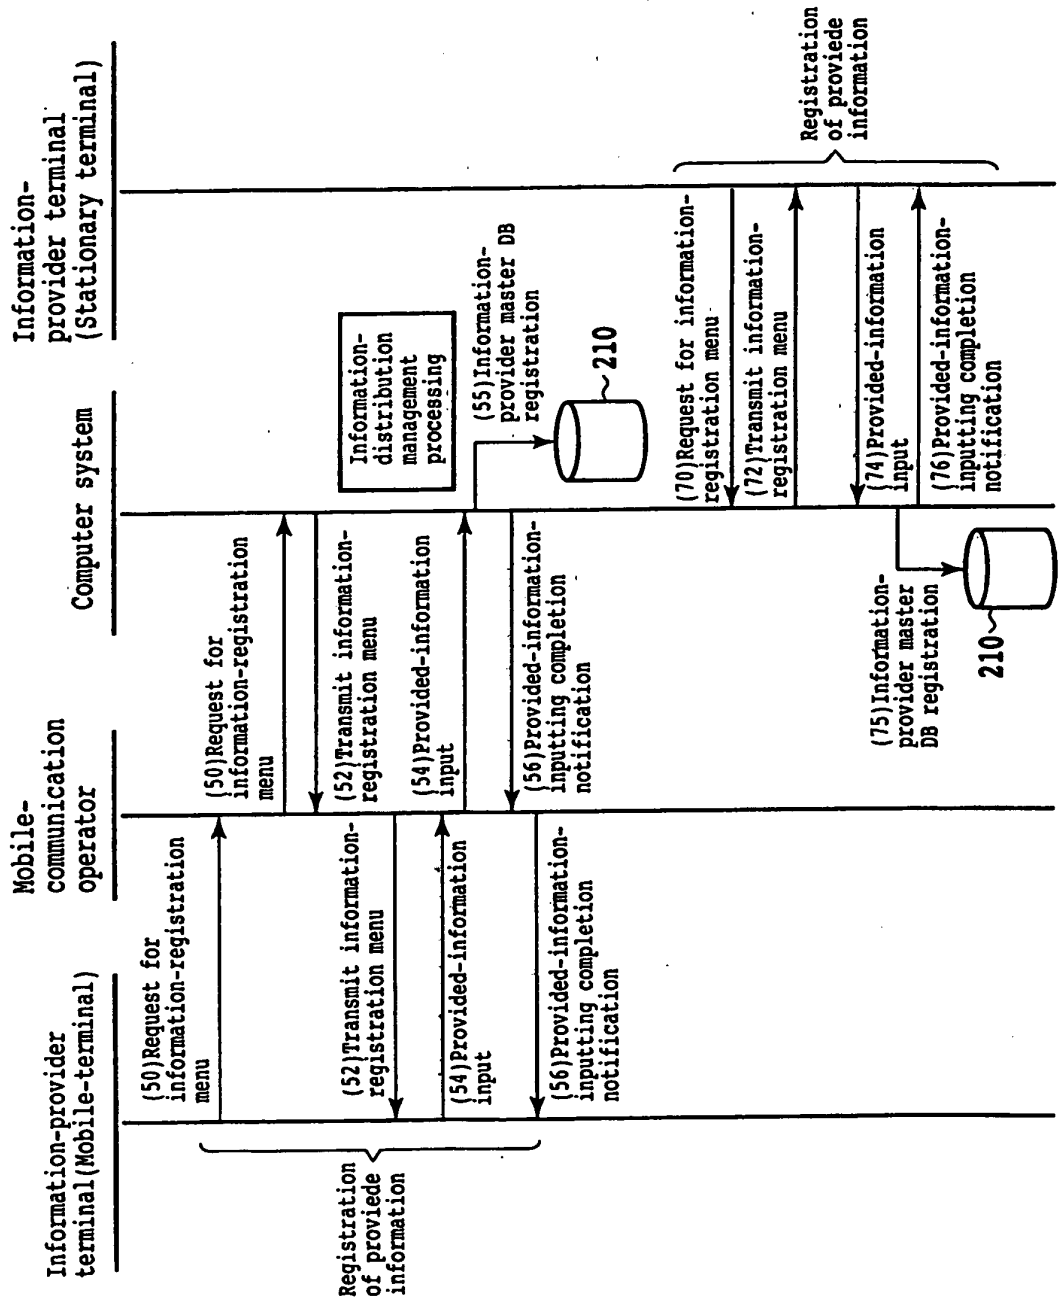 Information-provider
terminal(Mobile-terminal)
Mobile-
communication
operator
Computer system
Information-
provider terminal
(Stationary terminal)
Registration
of proviede
information
(50)Request for
information-registration
menu
(50)Request for
information-registration
menu
(52)Transmit information-
registration menu
(52)Transmit information-
registration menu
Information-
distribution
management
processing
(54)Provided-information
input
(54)Provided-information
input
(55)Information-
provider master DB
registration
210
(56)Provided-information-
inputting completion
notification
(56)Provided-information-
inputting completion
notification
(70)Request for information-
registration menu
(72)Transmit information-
registration menu
Registration
of proviede
information
(74)Provided-information
input
(75)Information-
provider master
DB registration
210
(76)Provided-information-
inputting completion
notification